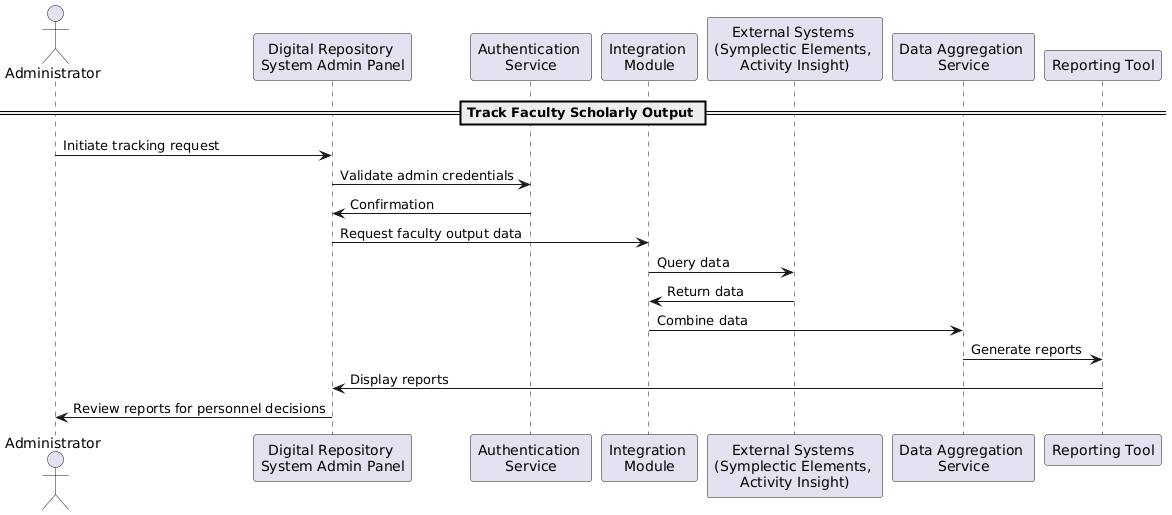 Administrator
Digital Repository
System Admin Panel
Authentication
Service
Integration
Module
External Systems
(Symplectic Elements,
Activity Insight)
Data Aggregation
Service
Reporting Tool
Track Faculty Scholarly Output
Initiate tracking request
Validate admin credentials
Confirmation
Request faculty output data
Query data
Return data
Combine data
Generate reports
Display reports
Review reports for personnel decisions
Administrator
Digital Repository
System Admin Panel
Authentication
Service
Integration
Module
External Systems
(Symplectic Elements,
Activity Insight)
Data Aggregation
Service
Reporting Tool